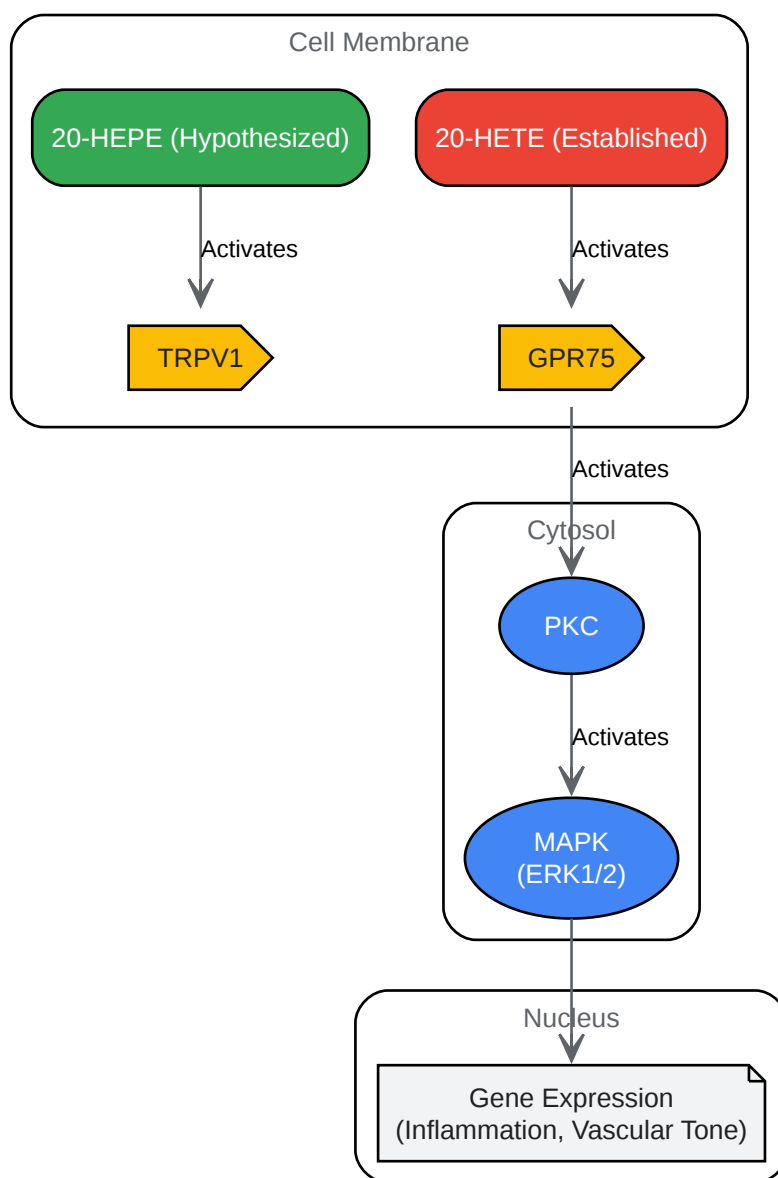 Cell Membrane
20-HEPE (Hypothesized)
20-HETE (Established)
Activates
Activates
TRPV1
GPR75
Activates
Cytosol
PKC
Activates
MAPK
(ERK1/2)
Nucleus
Gene Expression
(Inflammation, Vascular Tone)